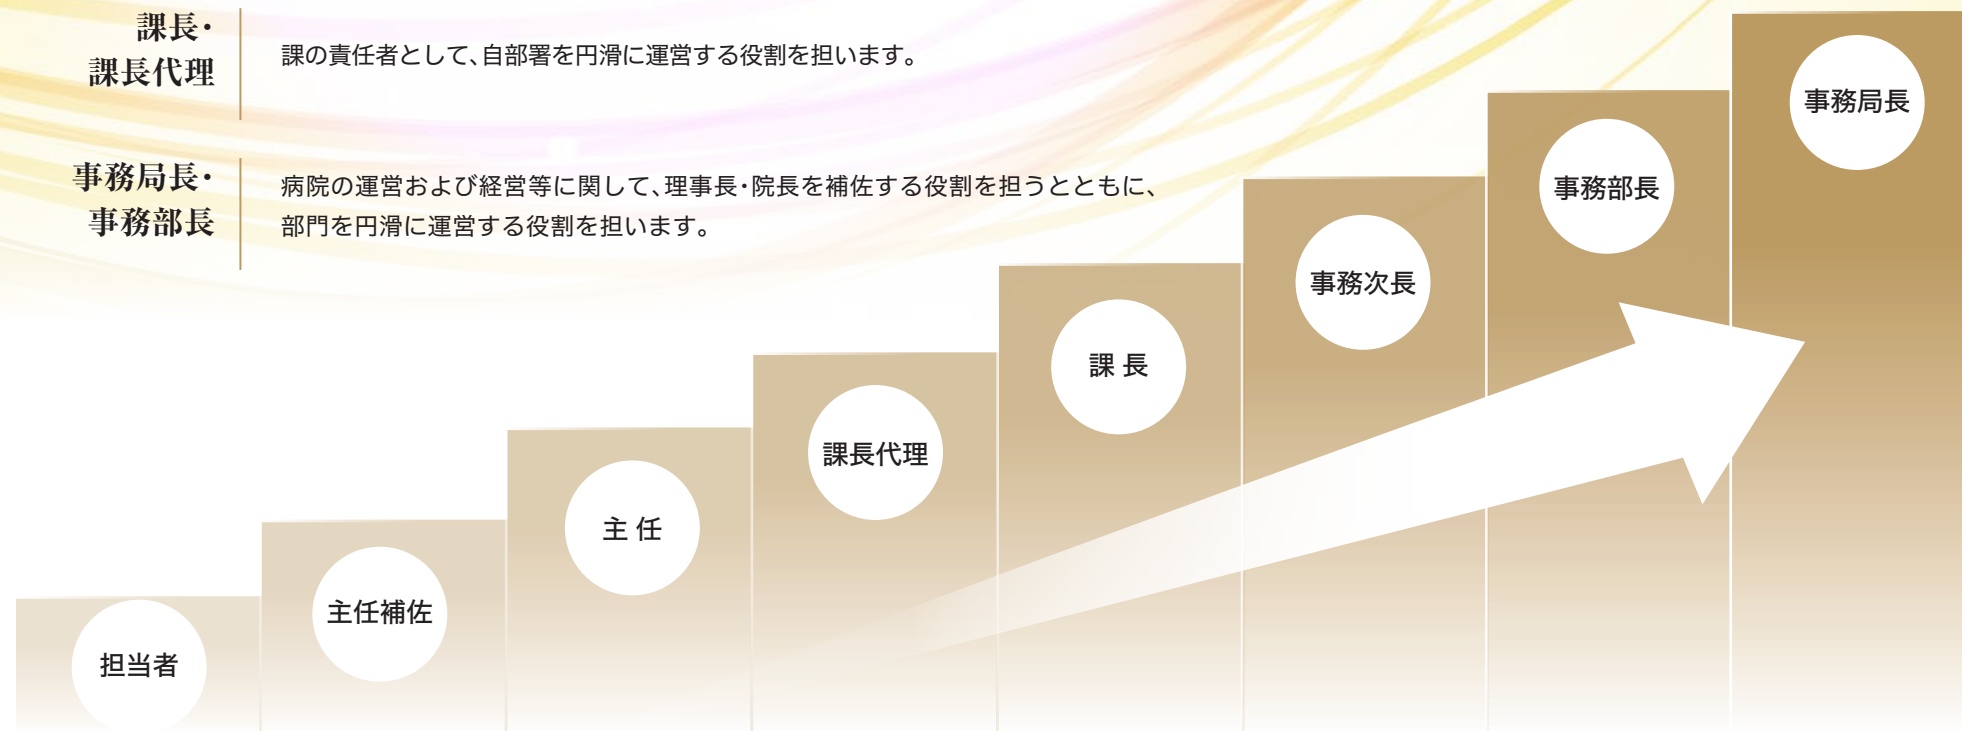 課長・
課長代理
課の責任者として、自部署を円滑に運営する役割を担います。
事務局長・
事務部長
病院の運営および経営等に関して、理事長・院長を補佐する役割を担うとともに、
部門を円滑に運営する役割を担います。
担当者
主任補佐
主 任
課長代理
課 長
事務次長
事務部長
事務局長